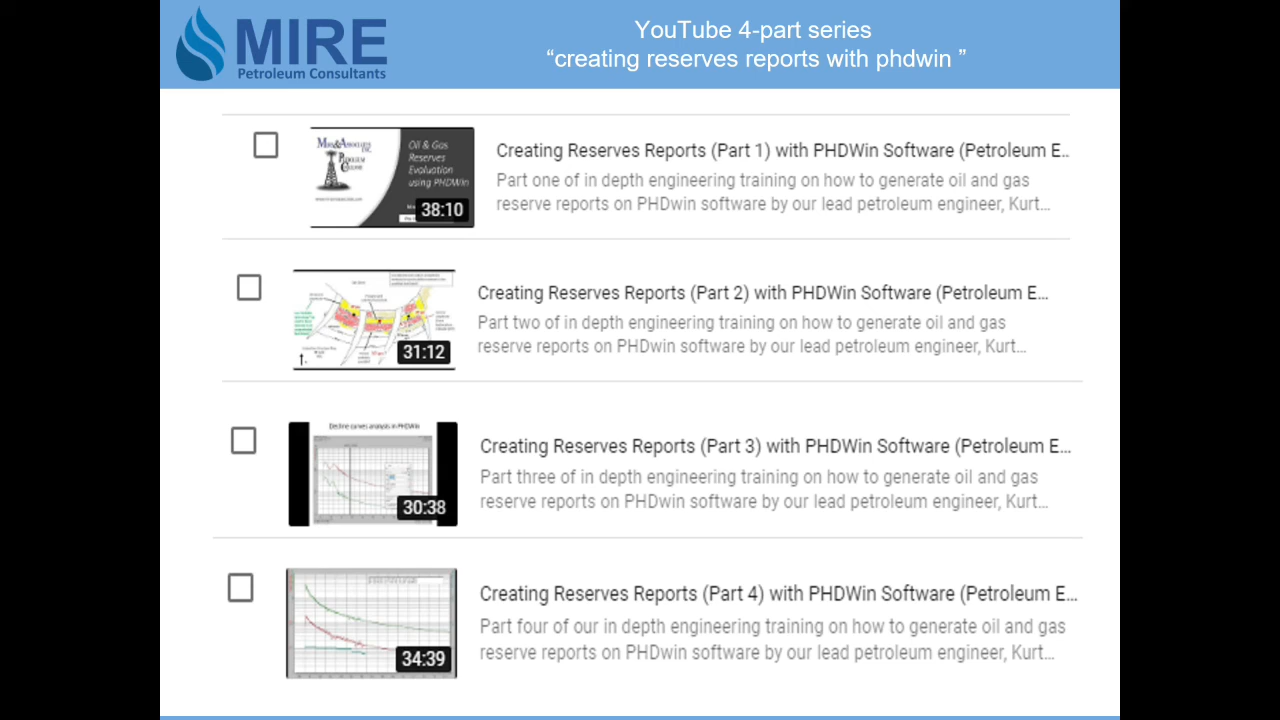 MIRE
Petroleum Consultants
YouTube 4-part series
“creating reserves reports with phdwin ”
Oil & Gas
Reserves
Evaluation
using PHDWin
38:10
Creating Reserves Reports (Part 1) with PHDWin Software (Petroleum E...
Part one of in depth engineering training on how to generate oil and gas
reserve reports on PHDwin software by our lead petroleum engineer, Kurt...
31:12
Creating Reserves Reports (Part 2) with PHDWin Software (Petroleum E...
Part two of in depth engineering training on how to generate oil and gas
reserve reports on PHDwin software by our lead petroleum engineer, Kurt...
Decline curves analysis in PHDWin
30:38
Creating Reserves Reports (Part 3) with PHDWin Software (Petroleum E...
Part three of in depth engineering training on how to generate oil and gas
reserve reports on PHDwin software by our lead petroleum engineer, Kurt...
34:39
Creating Reserves Reports (Part 4) with PHDWin Software (Petroleum E...
Part four of our in depth engineering training on how to generate oil and gas
reserve reports on PHDwin software by our lead petroleum engineer, Kurt...